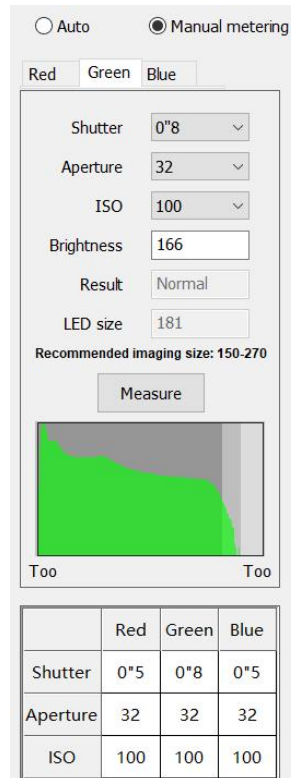 Auto Manual metering
Red Green Blue
Shutter 0"8
Aperture 32
ISO 100
Brightness 166
Result Normal
LED size 181
Recommended imaging size: 150-270
Measure
Too Too
Red Green Blue
Shutter 0"5 0"8 0"5
Aperture 32 32 32
ISO 100 100 100